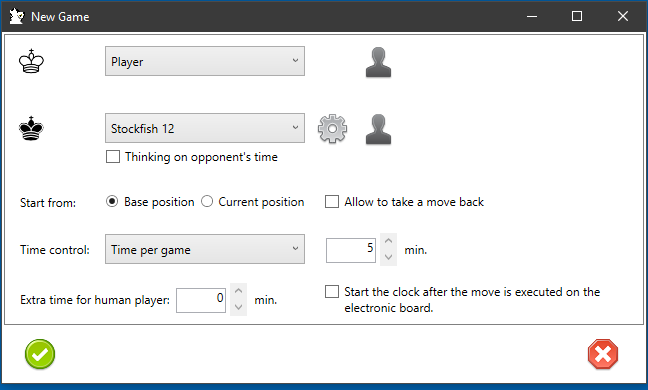 New Game
Player
Stockfish 12
Thinking on opponent's time
Start from: Base position Current position Allow to take a move back
Time control: Time per game 5 min.
Extra time for human player: 0 min. Start the clock after the move is executed on the
electronic board.